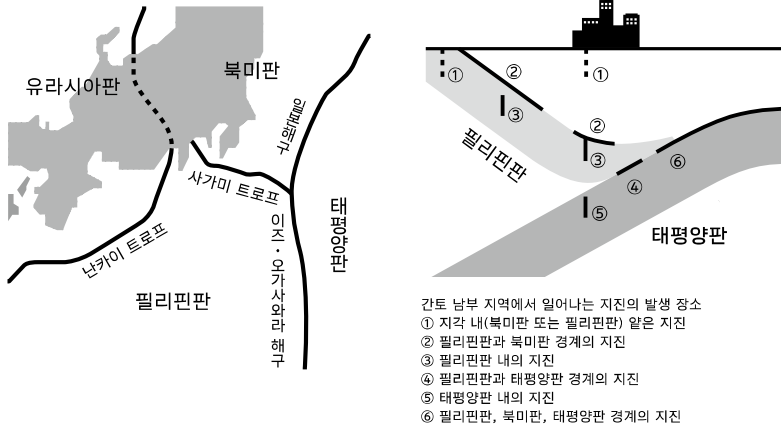 유라시아판
북미판
일본해구
사가미 트로프
난카이 트로프
이즈・오가사와라 해구
태평양판
필리핀판
①
②
①
③
②
③
필리핀판
⑥
④
⑤
태평양판
간토 남부 지역에서 일어나는 지진의 발생 장소
① 지각 내(북미판 또는 필리핀판) 얕은 지진
② 필리핀판과 북미판 경계의 지진
③ 필리핀판 내의 지진
④ 필리핀판과 태평양판 경계의 지진
⑤ 태평양판 내의 지진
⑥ 필리핀판, 북미판, 태평양판 경계의 지진